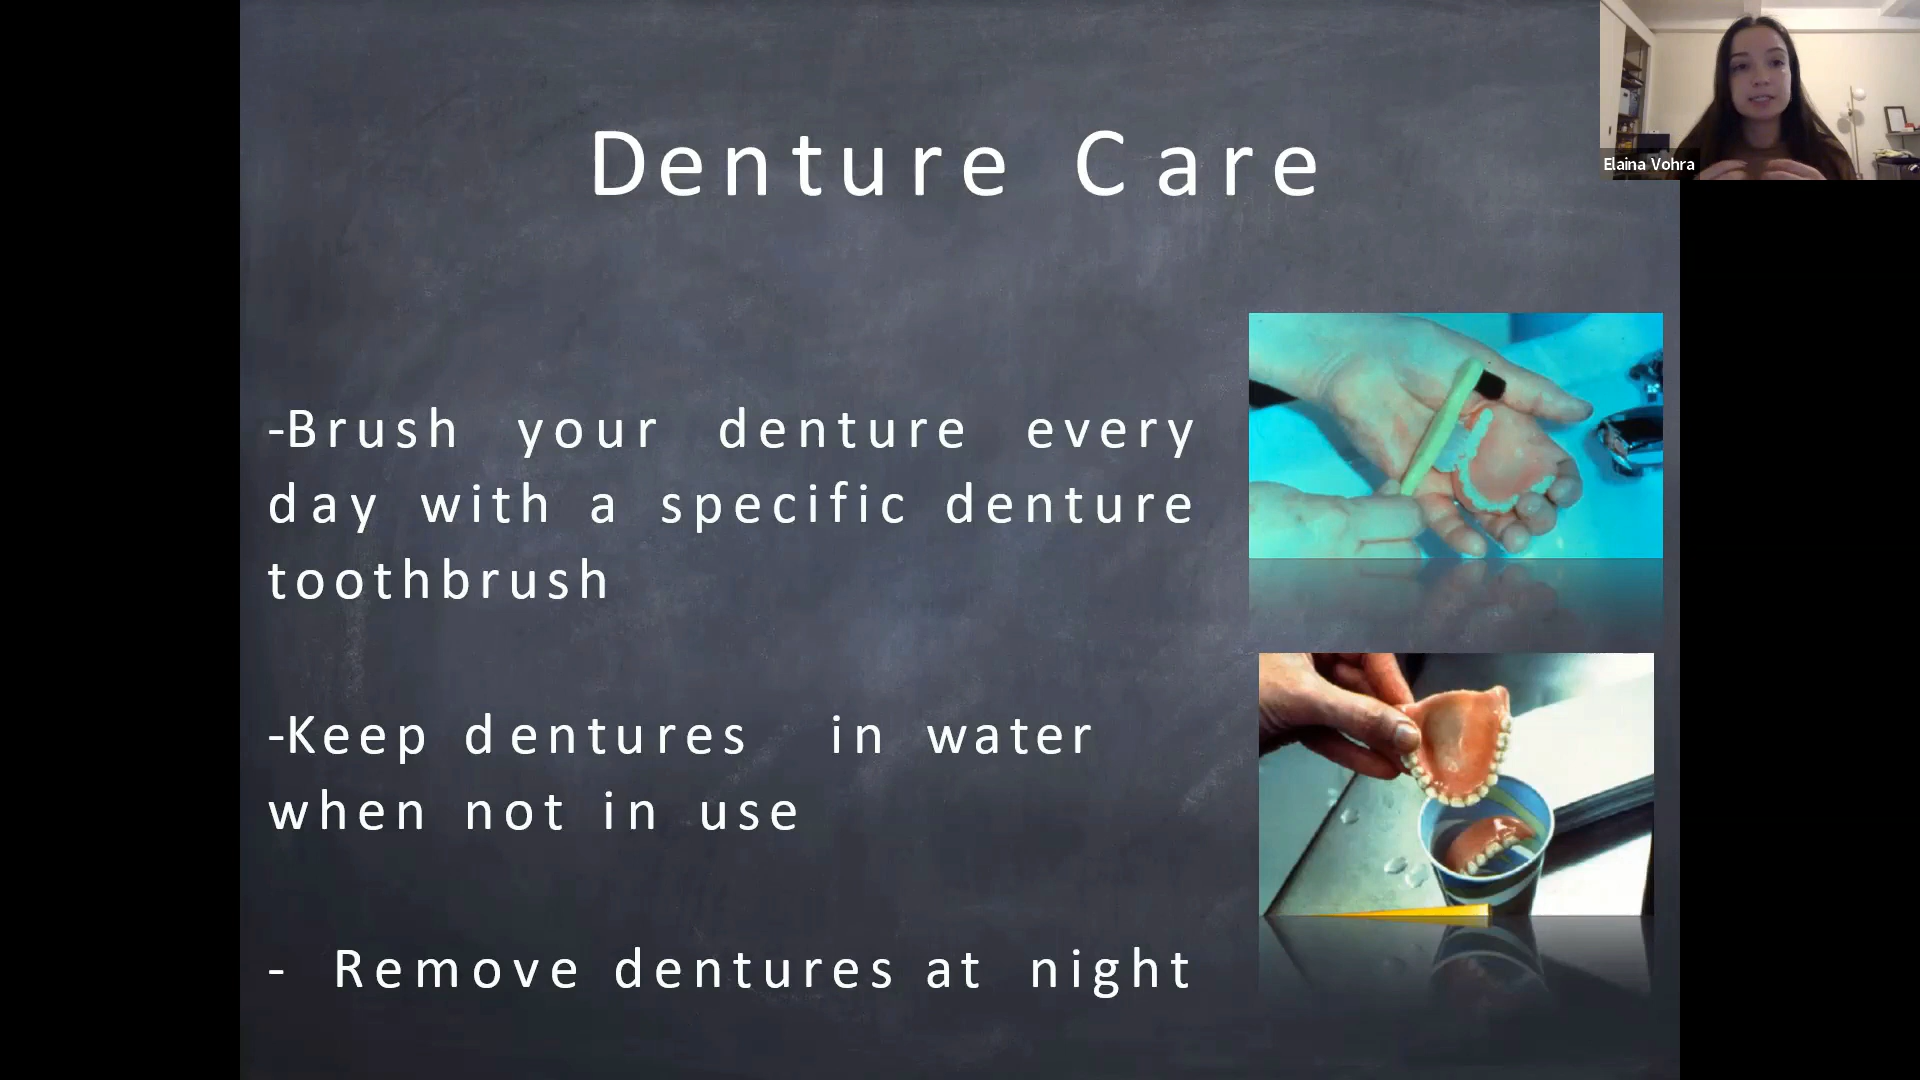 Denture Care
Elaina Vohra
-Brush your denture every
day with a specific denture
toothbrush
-Keep dentures in water
when not in use
- Remove dentures at night